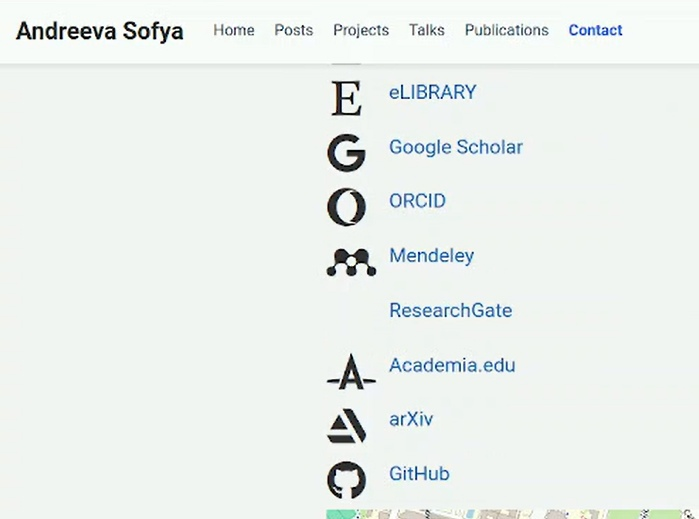 Andreeva Sofya Home Posts Projects Talks Publications Contact
eLIBRARY
Google Scholar
ORCID
Mendeley
ResearchGate
Academia.edu
arXiv
GitHub